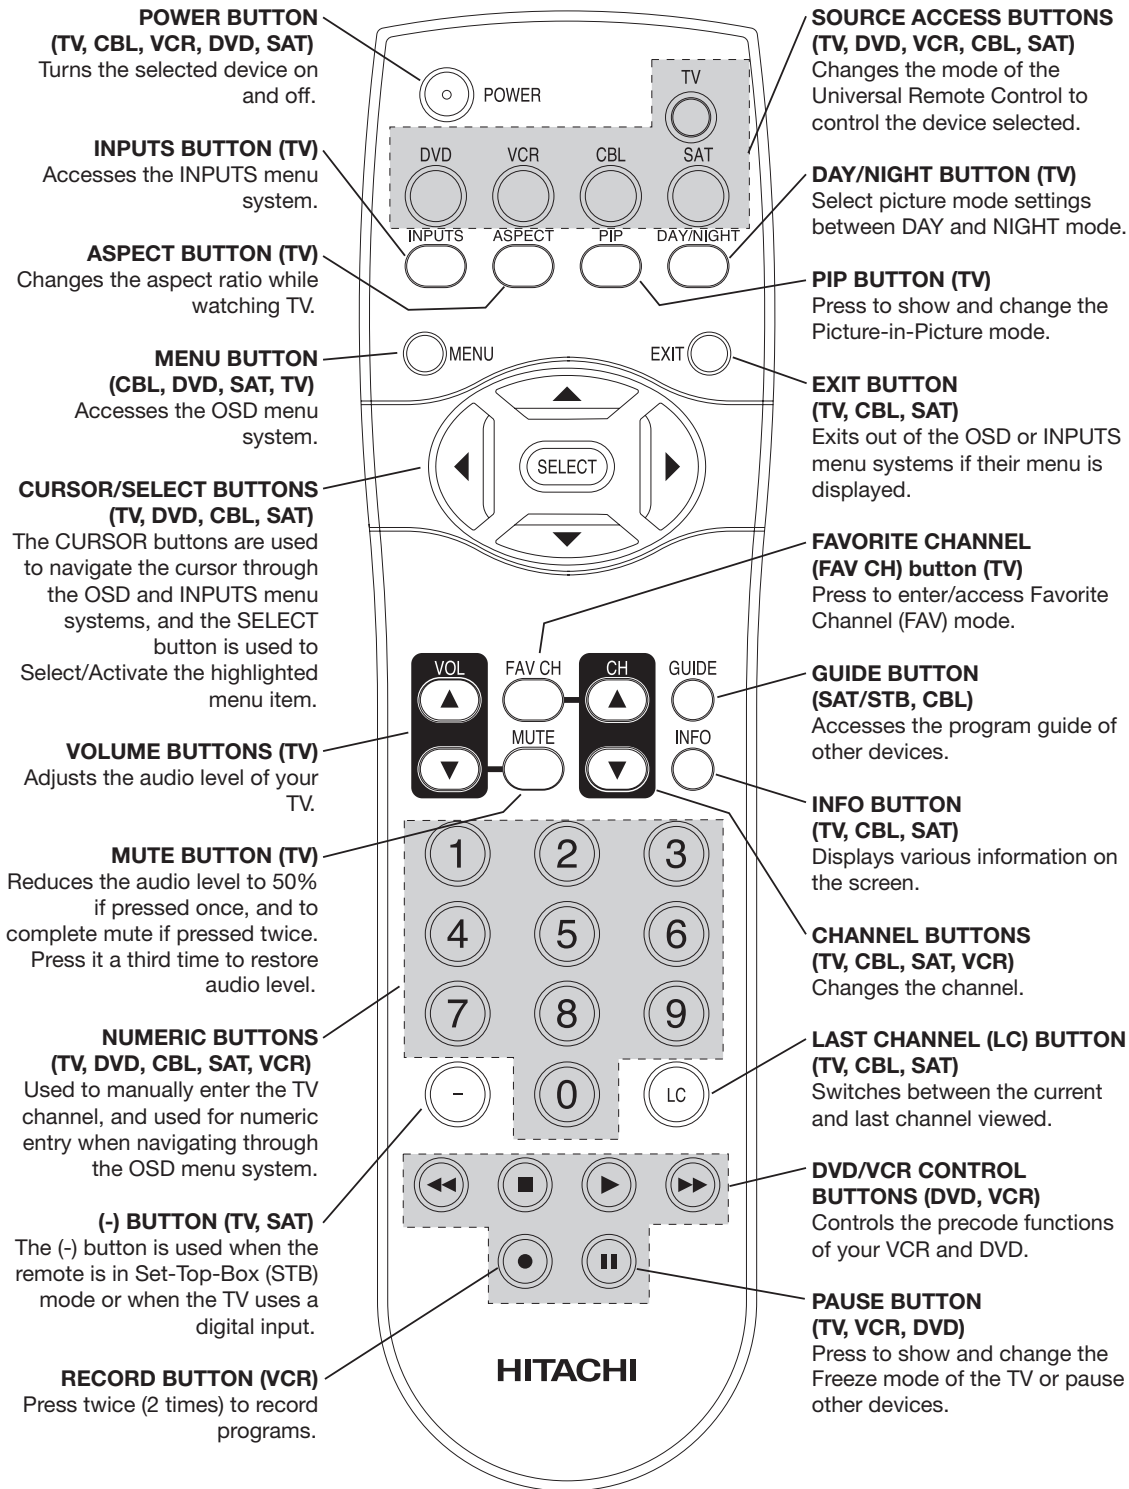 POWER BUTTON
(TV, CBL, VCR, DVD, SAT)
Turns the selected device on
and off.
INPUTS BUTTON (TV)
Accesses the INPUTS menu
system.
ASPECT BUTTON (TV)
Changes the aspect ratio while
watching TV.
MENU BUTTON
(CBL, DVD, SAT, TV)
Accesses the OSD menu
system.
CURSOR/SELECT BUTTONS
(TV, DVD, CBL, SAT)
The CURSOR buttons are used
to navigate the cursor through
the OSD and INPUTS menu
systems, and the SELECT
button is used to
Select/Activate the highlighted
menu item.
VOLUME BUTTONS (TV)
Adjusts the audio level of your
TV.
MUTE BUTTON (TV)
Reduces the audio level to 50%
if pressed once, and to
complete mute if pressed twice.
Press it a third time to restore
audio level.
NUMERIC BUTTONS
(TV, DVD, CBL, SAT, VCR)
Used to manually enter the TV
channel, and used for numeric
entry when navigating through
the OSD menu system.
(-) BUTTON (TV, SAT)
The (-) button is used when the
remote is in Set-Top-Box (STB)
mode or when the TV uses a
digital input.
RECORD BUTTON (VCR)
Press twice (2 times) to record
programs.
POWER
TV
DVD VCR CBL SAT
INPUTS ASPECT PIP DAY/NIGHT
MENU EXIT
SELECT
VOL FAV CH CH GUIDE
MUTE INFO
1 2 3
4 5 6
7 8 9
- 0 LC
HITACHI
SOURCE ACCESS BUTTONS
(TV, DVD, VCR, CBL, SAT)
Changes the mode of the
Universal Remote Control to
control the device selected.
DAY/NIGHT BUTTON (TV)
Select picture mode settings
between DAY and NIGHT mode.
PIP BUTTON (TV)
Press to show and change the
Picture-in-Picture mode.
EXIT BUTTON
(TV, CBL, SAT)
Exits out of the OSD or INPUTS
menu systems if their menu is
displayed.
FAVORITE CHANNEL
(FAV CH) button (TV)
Press to enter/access Favorite
Channel (FAV) mode.
GUIDE BUTTON
(SAT/STB, CBL)
Accesses the program guide of
other devices.
INFO BUTTON
(TV, CBL, SAT)
Displays various information on
the screen.
CHANNEL BUTTONS
(TV, CBL, SAT, VCR)
Changes the channel.
LAST CHANNEL (LC) BUTTON
(TV, CBL, SAT)
Switches between the current
and last channel viewed.
DVD/VCR CONTROL
BUTTONS (DVD, VCR)
Controls the precode functions
of your VCR and DVD.
PAUSE BUTTON
(TV, VCR, DVD)
Press to show and change the
Freeze mode of the TV or pause
other devices.